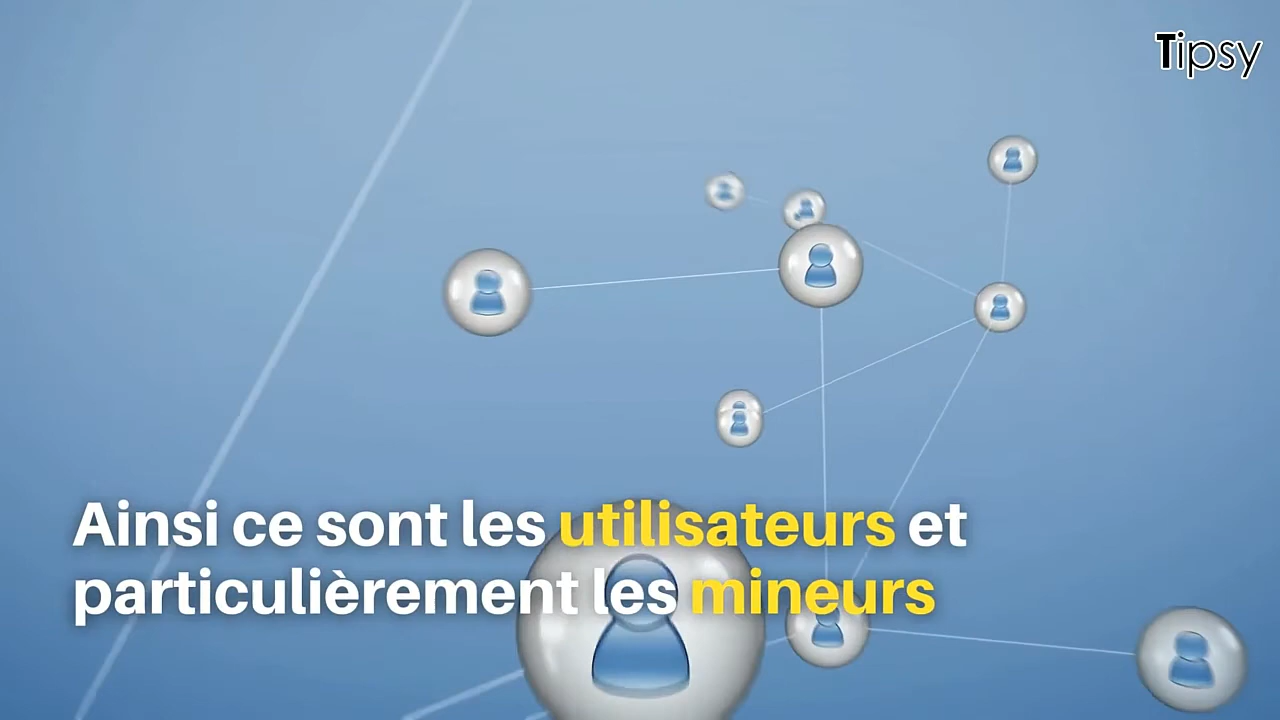 Tipsy
Ainsi ce sont les utilisateurs et
particulièrement les mineurs